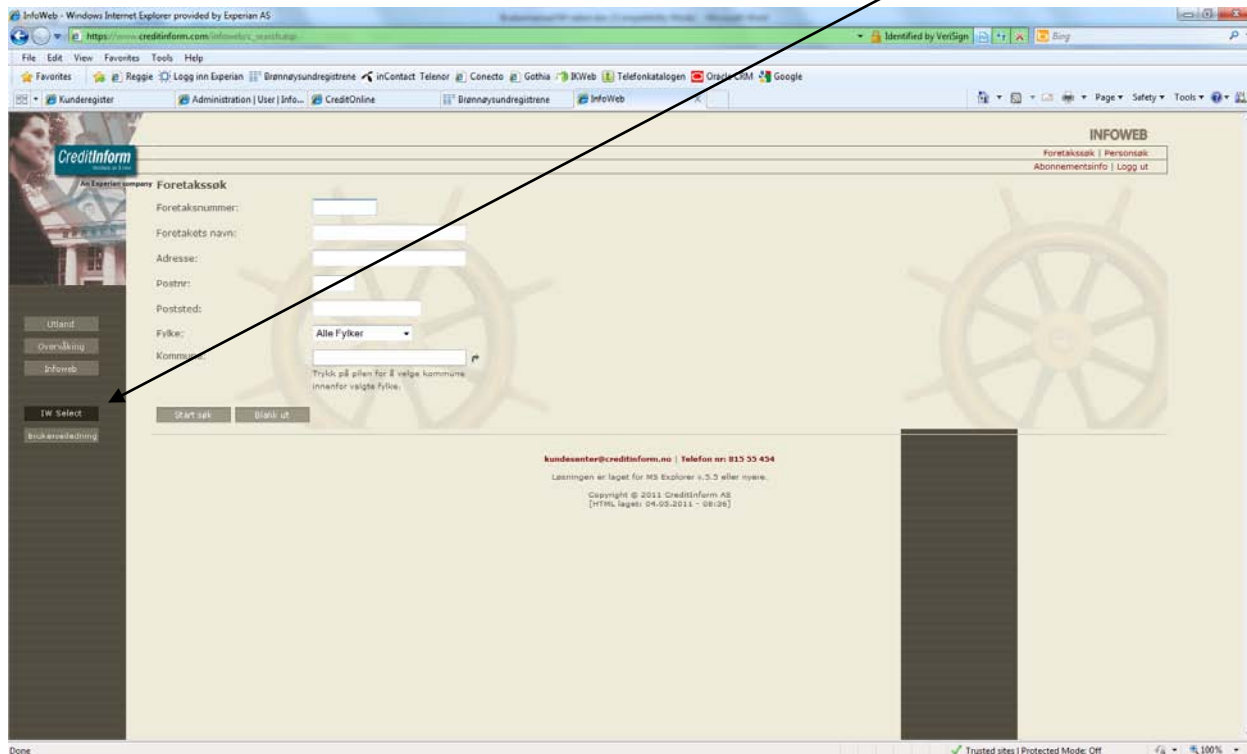 InfoWeb - Windows Internet Explorer provided by Experian AS
creditinform.com Identified by VeriSign Bing
File Edit View Favorites Tools Help
Favorites Reggie Logg inn Experian Brønnøysundregistrene inContact Telenor Conecto Gothia IKWeb Telefonkatalogen Oracle CRM Google
Kunderegister Administration | User | Info... CreditOnline Brønnøysundregistrene InfoWeb Page Safety Tools
INFOWEB
CreditInform
Foretakssøk | Personsøk
Abonnementsinfo | Logg ut
An Experian company
Foretakssøk
Foretaksnummer:
Foretakets navn:
Adresse:
Postnr:
Poststed:
Utland
Fylke: Alle Fylker
Overvåking
Kommune:
Infoweb
Trykk på pilen for å velge kommune
innenfor valgte fylke.
IW Select
Start søk Blank ut
Brukerveiledning
kundesenter@creditinform.no | Telefon nr: 815 55 454
Løsningen er laget for MS Explorer v.5.5 eller nyere.
Copyright © 2011 CreditInform AS
[HTML laget: 04.05.2011 - 08:36]
Done Trusted sites | Protected Mode: Off 100%